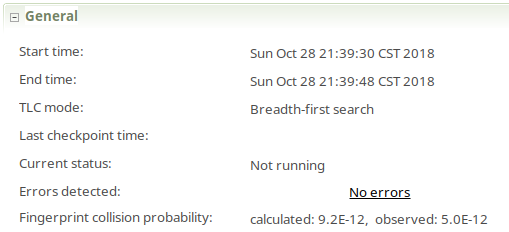 General
Start time: Sun Oct 28 21:39:30 CST 2018
End time: Sun Oct 28 21:39:48 CST 2018
TLC mode: Breadth-first search
Last checkpoint time:
Current status: Not running
Errors detected: No errors
Fingerprint collision probability: calculated: 9.2E-12, observed: 5.0E-12